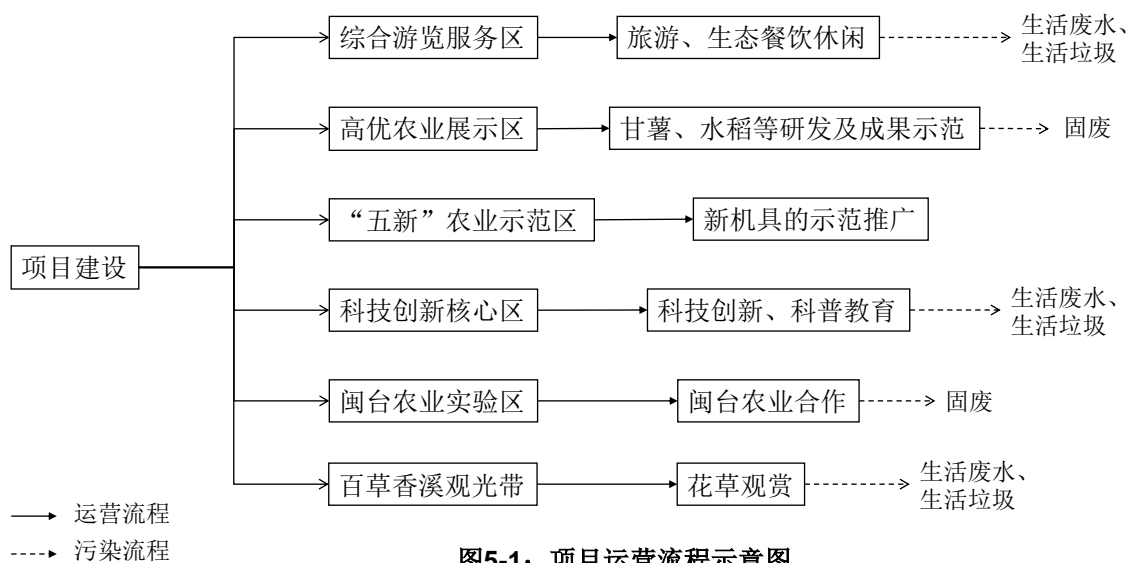 综合游览服务区
旅游、生态餐饮休闲
生活废水、
生活垃圾
高优农业展示区
甘薯、水稻等研发及成果示范
固废
“五新”农业示范区
新机具的示范推广
项目建设
科技创新核心区
科技创新、科普教育
生活废水、
生活垃圾
闽台农业实验区
闽台农业合作
固废
百草香溪观光带
花草观赏
生活废水、
生活垃圾
运营流程
污染流程
图5-1：项目运营流程示意图